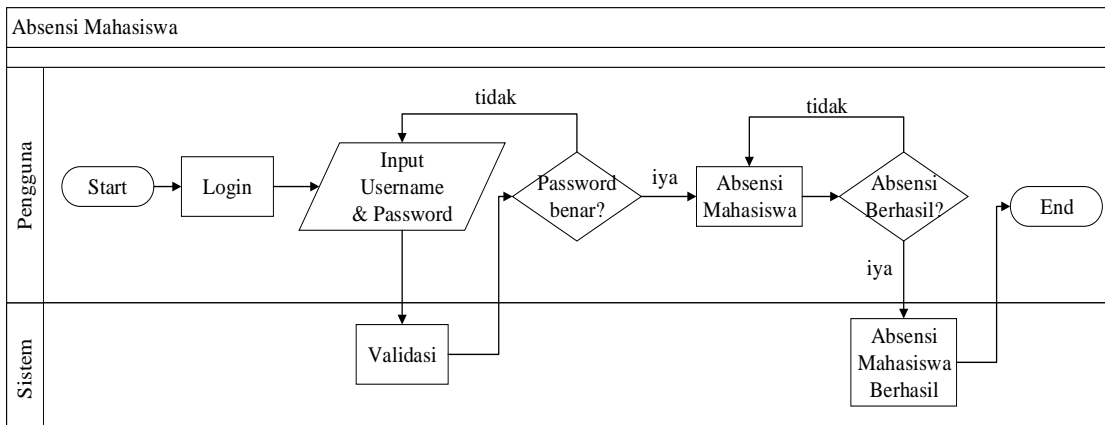 Absensi Mahasiswa
Pengguna
tidak
tidak
Start
Login
Input
Username
& Password
Password
benar?
iya
Absensi
Mahasiswa
Absensi
Berhasil?
End
iya
Sistem
Validasi
Absensi
Mahasiswa
Berhasil